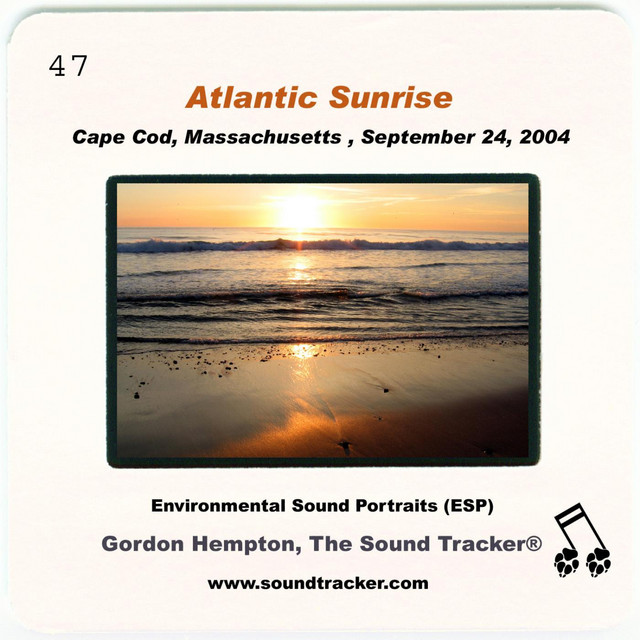 47
Atlantic Sunrise
Cape Cod, Massachusetts , September 24, 2004
Environmental Sound Portraits (ESP)
Gordon Hempton, The Sound Tracker®
www.soundtracker.com